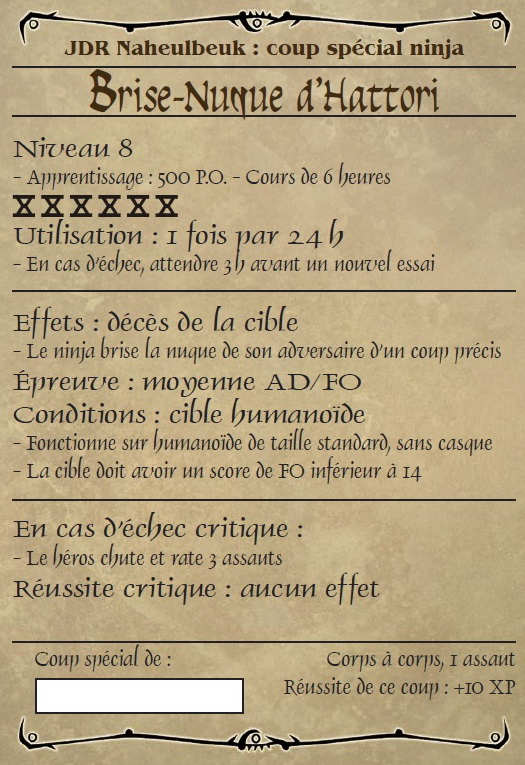 JDR Naheulbeuk : coup spécial ninja
Brise-Nuque d'Hattori
Niveau 8
- Apprentissage : 500 P.O. - Cours de 6 heures
X X X X X X
Utilisation : 1 fois par 24 h
- En cas d'échec, attendre 3 h avant un nouvel essai
Effets : décès de la cible
- Le ninja brise la nuque de son adversaire d'un coup précis
Épreuve : moyenne AD/FO
Conditions : cible humanoïde
- Fonctionne sur humanoïde de taille standard, sans casque
- La cible doit avoir un score de FO inférieur à 14
En cas d'échec critique :
- Le héros chute et rate 3 assauts
Réussite critique : aucun effet
Coup spécial de :
Corps à corps, 1 assaut
Réussite de ce coup : +10 XP